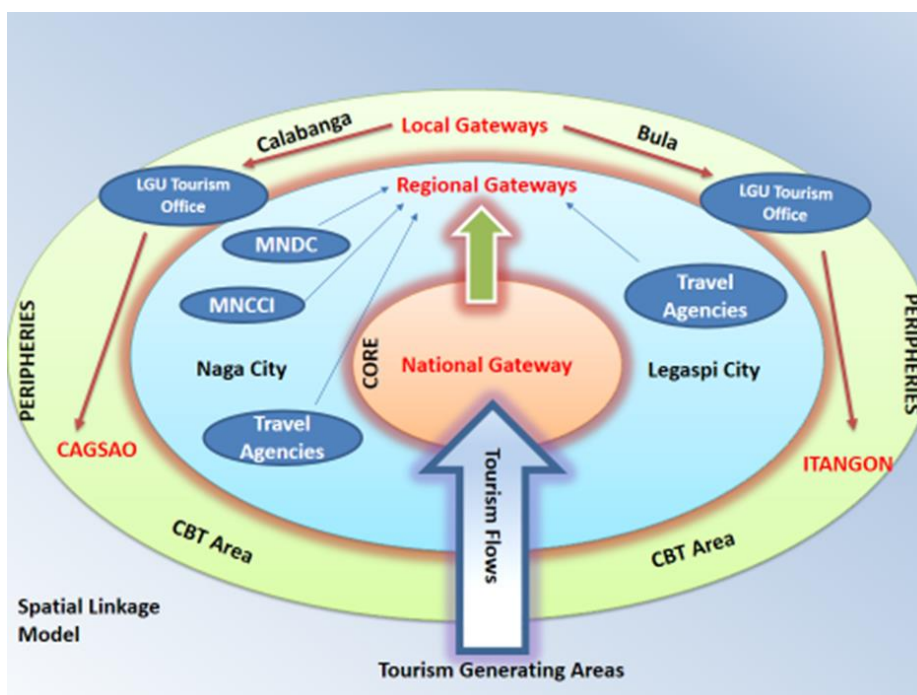 Calabanga
Local Gateways
Bula
LGU Tourism
Office
Regional Gateways
LGU Tourism
Office
MNDC
MNCCI
Travel
Agencies
PERIPHERIES
Naga City
CORE
National Gateway
Legaspi City
PERIPHERIES
Travel
Agencies
CAGSAO
ITANGON
Tourism Flows
CBT Area
CBT Area
Spatial Linkage
Model
Tourism Generating Areas